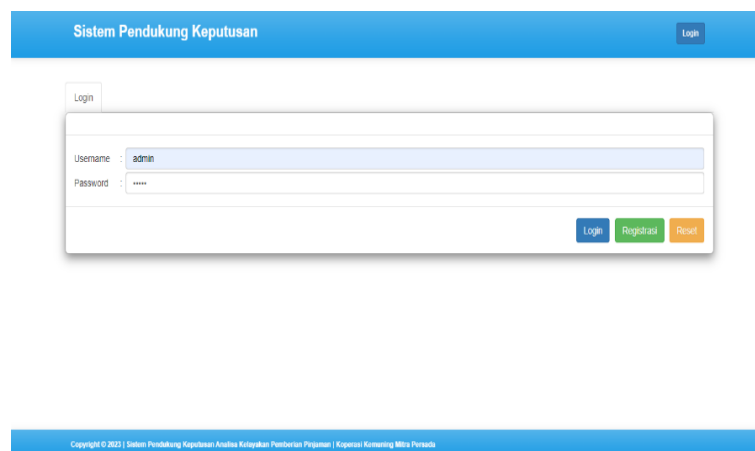 Sistem Pendukung Keputusan
Login
Login
Username : admin
Password : •••••
Login Registrasi Reset
Copyright © 2023 | Sistem Pendukung Keputusan Analisa Kelayakan Pemberian Pinjaman | Koperasi Kemuning Mitra Persada